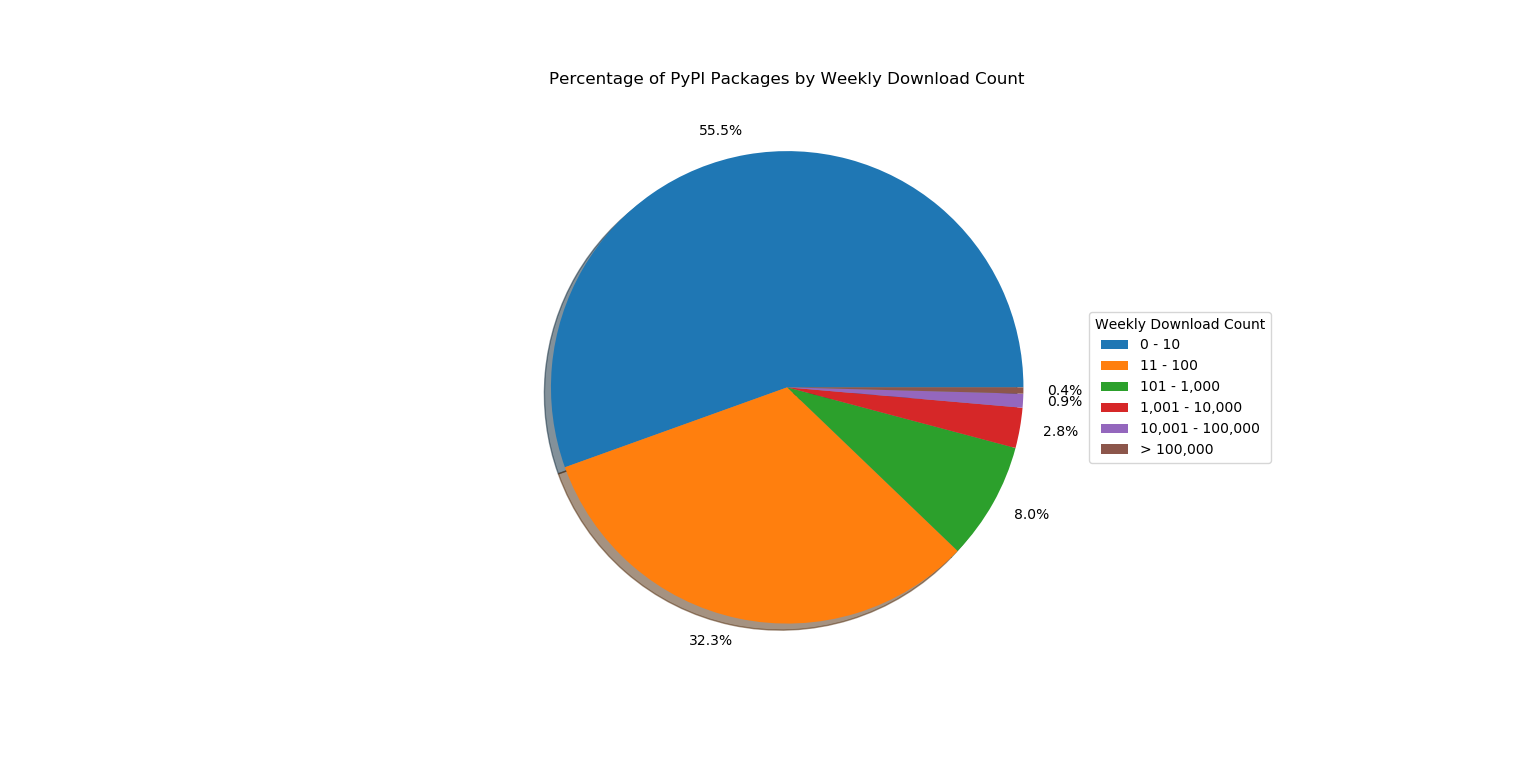 Percentage of PyPI Packages by Weekly Download Count
55.5%
Weekly Download Count
0 - 10
11 - 100
101 - 1,000
1,001 - 10,000
10,001 - 100,000
> 100,000
0.4%
0.9%
2.8%
8.0%
32.3%